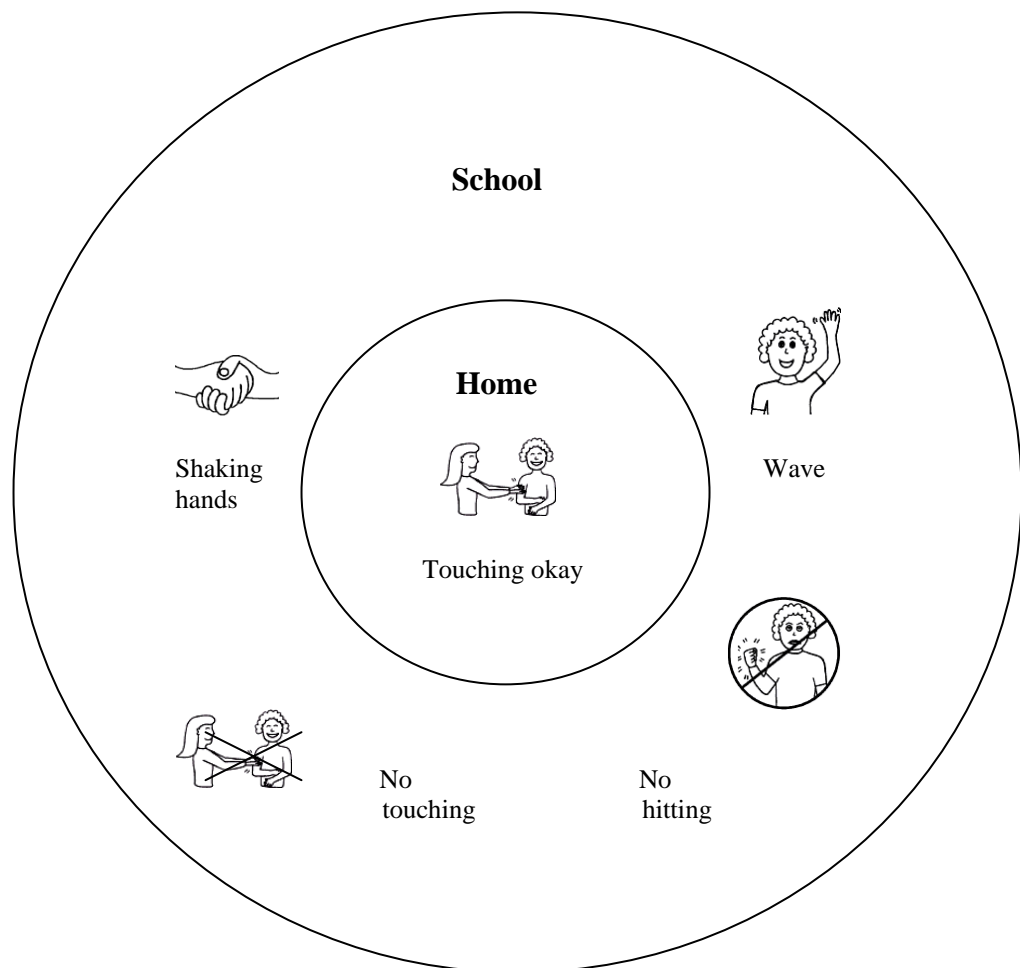 School
Home
Shaking
hands
Wave
Touching okay
No
touching
No
hitting